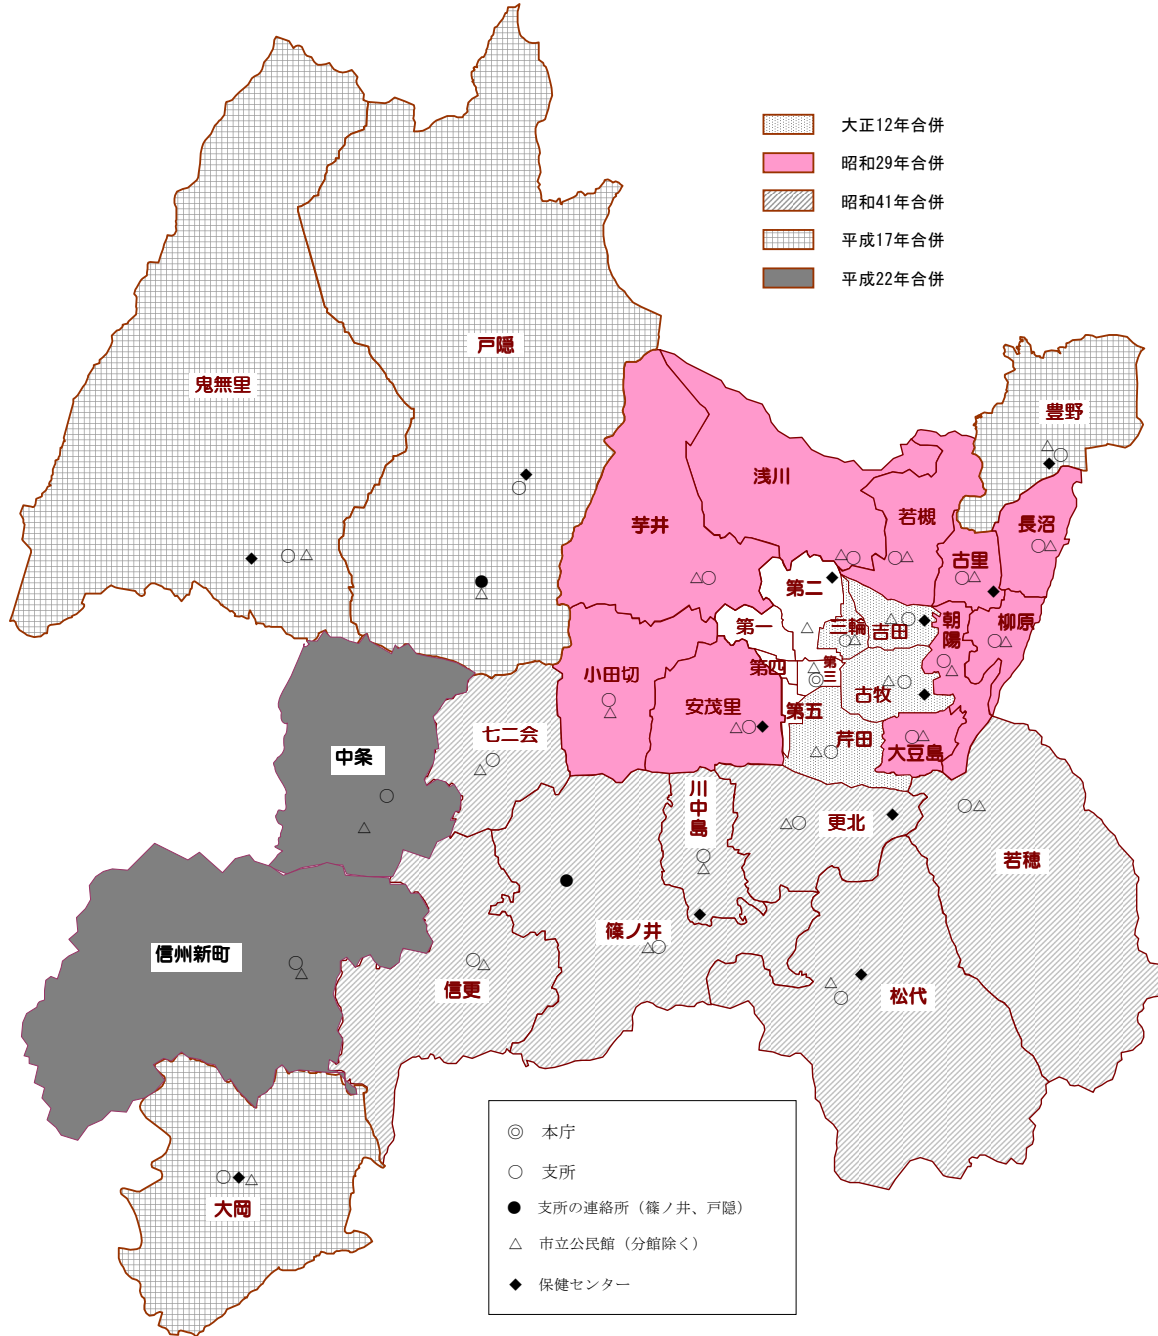 大正12年合併
昭和29年合併
昭和41年合併
平成17年合併
平成22年合併
戸隠
鬼無里
豊野
浅川
若槻
長沼
芋井
古里
第二
第一
三輪
吉田
朝陽
柳原
小田切
第四
第三
古牧
安茂里
第五
芹田
大豆島
七二会
中条
川中島
更北
若穂
篠ノ井
信州新町
信更
松代
大岡
◎ 本庁
○ 支所
● 支所の連絡所（篠ノ井、戸隠）
△ 市立公民館（分館除く）
◆ 保健センター